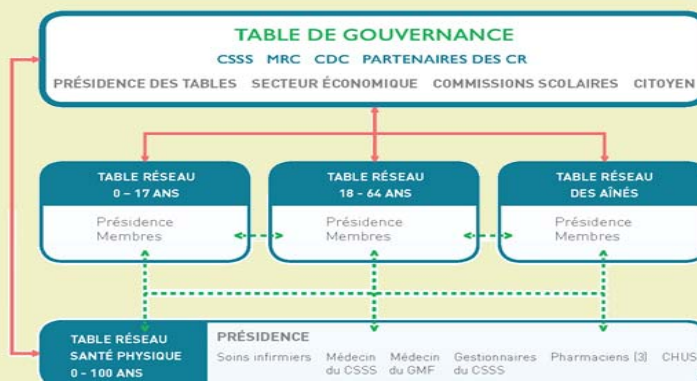 TABLE DE GOUVERNANCE
CSSS MRC CDC PARTENAIRES DES CR
PRÉSIDENCE DES TABLES SECTEUR ÉCONOMIQUE COMMISSIONS SCOLAIRES CITOYEN
TABLE RÉSEAU
0 – 17 ANS
Présidence
Membres
TABLE RÉSEAU
18 - 64 ANS
Présidence
Membres
TABLE RÉSEAU
DES AÎNÉS
Présidence
Membres
TABLE RÉSEAU
SANTÉ PHYSIQUE
0 - 100 ANS
PRÉSIDENCE
Soins infirmiers
Médecin
du CSSS
Médecin
du GMF
Gestionnaires
du CSSS
Pharmaciens (3)
CHUS